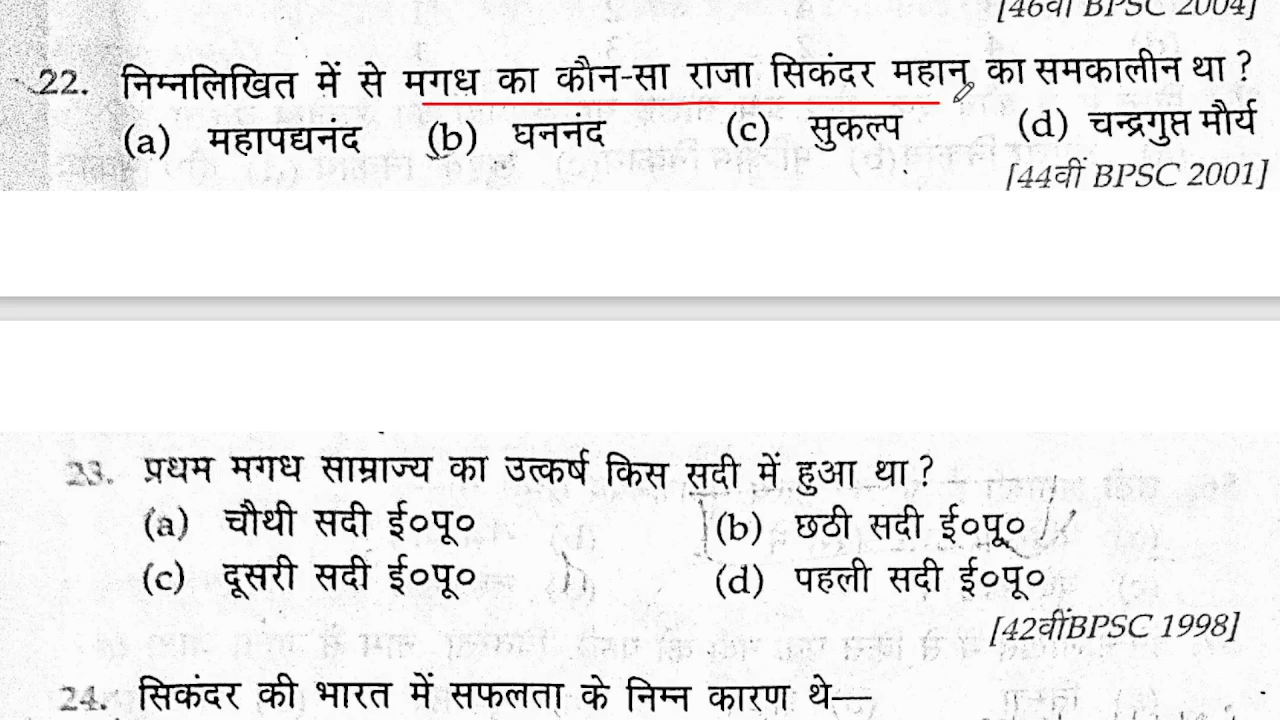 [46वीं BPSC 2004]
22. निम्नलिखित में से मगध का कौन-सा राजा सिकंदर महान् का समकालीन था ?
(a) महापद्यनंद (b) घननंद (c) सुकल्प (d) चन्द्रगुप्त मौर्य
[44वीं BPSC 2001]
23. प्रथम मगध साम्राज्य का उत्कर्ष किस सदी में हुआ था ?
(a) चौथी सदी ई०पू० (b) छठी सदी ई०पू०
(c) दूसरी सदी ई०पू० (d) पहली सदी ई०पू०
[42वींBPSC 1998]
24. सिकंदर की भारत में सफलता के निम्न कारण थे—